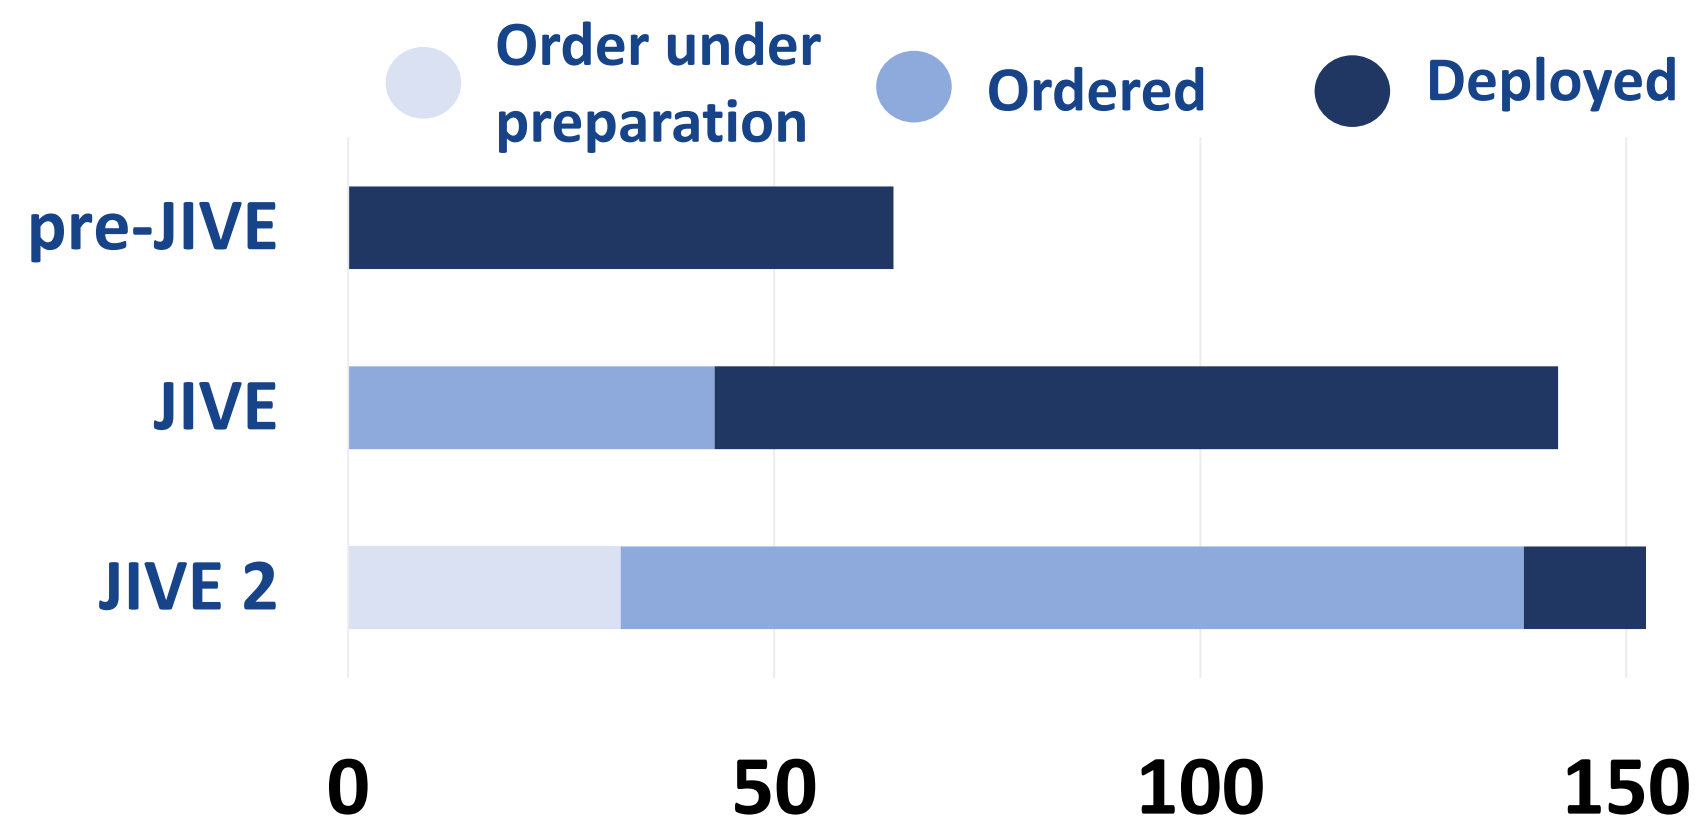 Order under
preparation
Ordered
Deployed
pre-JIVE
JIVE
JIVE 2
0 50 100 150